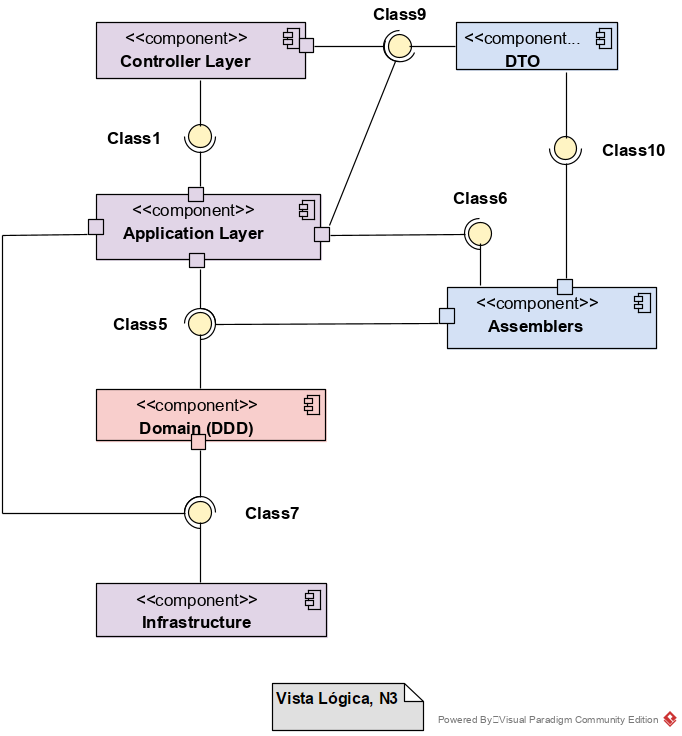 Class9
<<component>>
Controller Layer
<<component...
DTO
Class1
Class10
<<component>>
Application Layer
Class6
<<component>>
Assemblers
Class5
<<component>>
Domain (DDD)
Class7
<<component>>
Infrastructure
Vista Lógica, N3
Powered By Visual Paradigm Community Edition